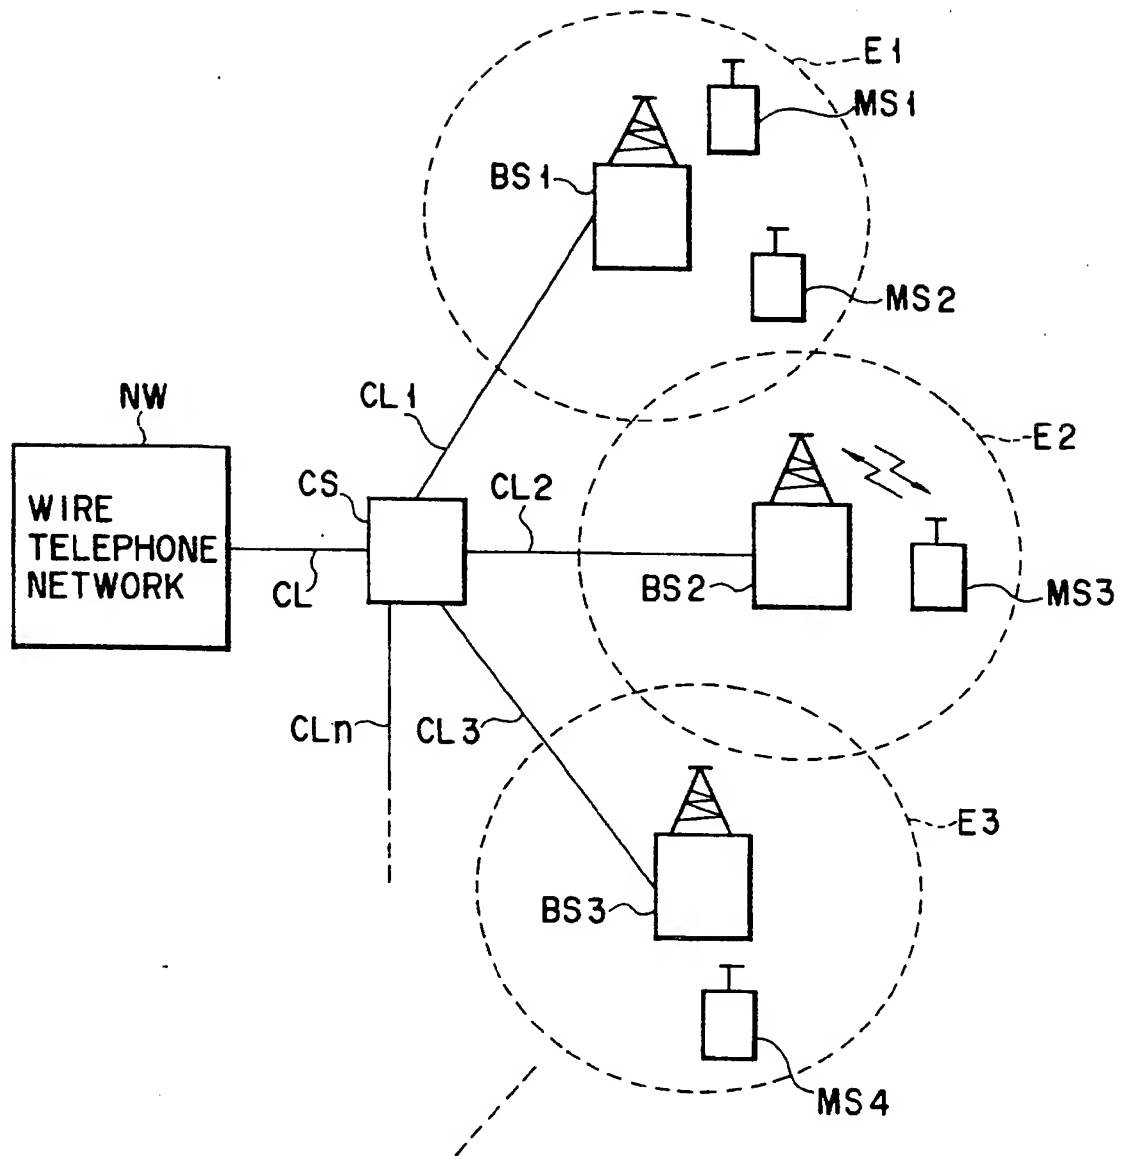 E1
MS1
BS1
MS2
NW
CL1
E2
CS
CL2
WIRE
TELEPHONE
NETWORK
CL
BS2
MS3
CLn
CL3
E3
BS3
MS4